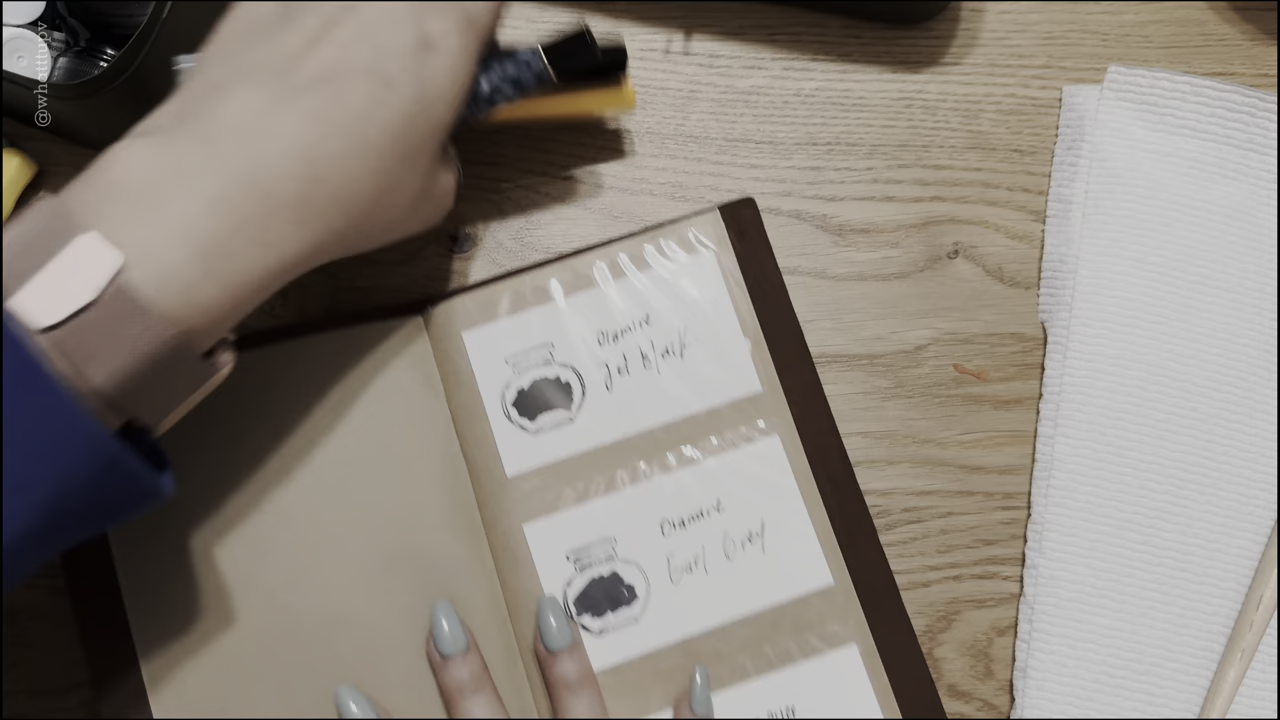 @whatttupv
Diamine
jet black
Diamine
Earl Grey